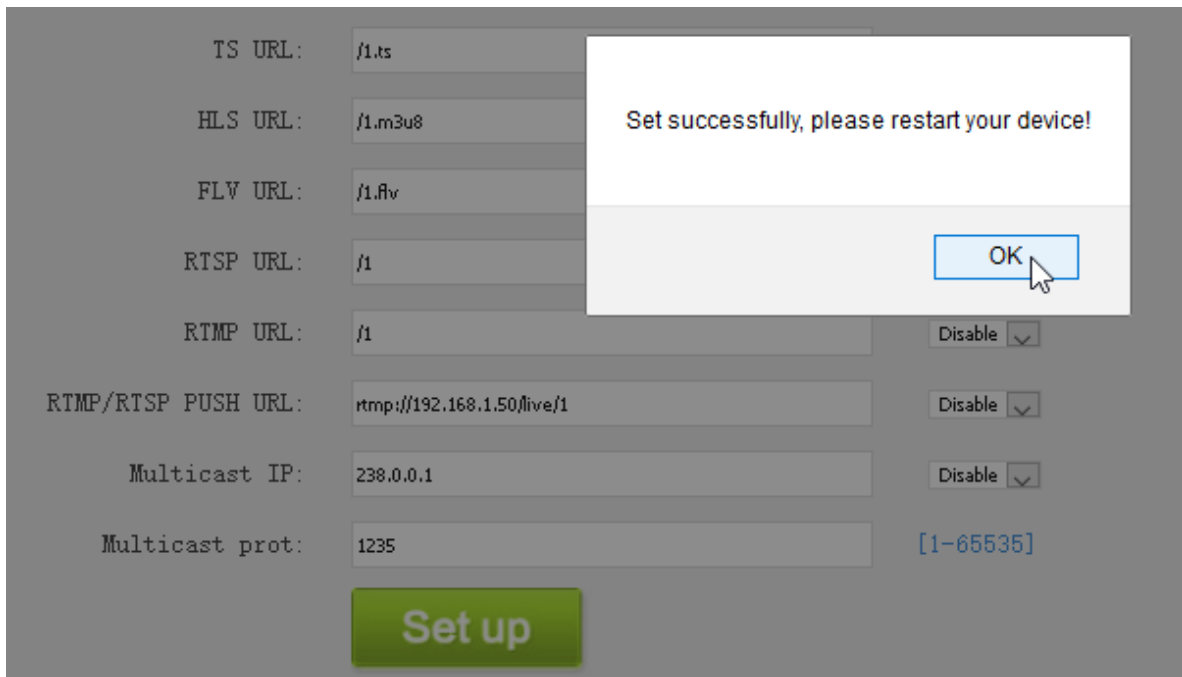 TS URL: /1.ts
Set successfully, please restart your device!
HLS URL: /1.m3u8
FLV URL: /1.flv
RTSP URL: /1
OK
RTMP URL: /1 Disable
RTMP/RTSP PUSH URL: rtmp://192.168.1.50/live/1 Disable
Multicast IP: 238.0.0.1 Disable
Multicast prot: 1235 [1-65535]
Set up